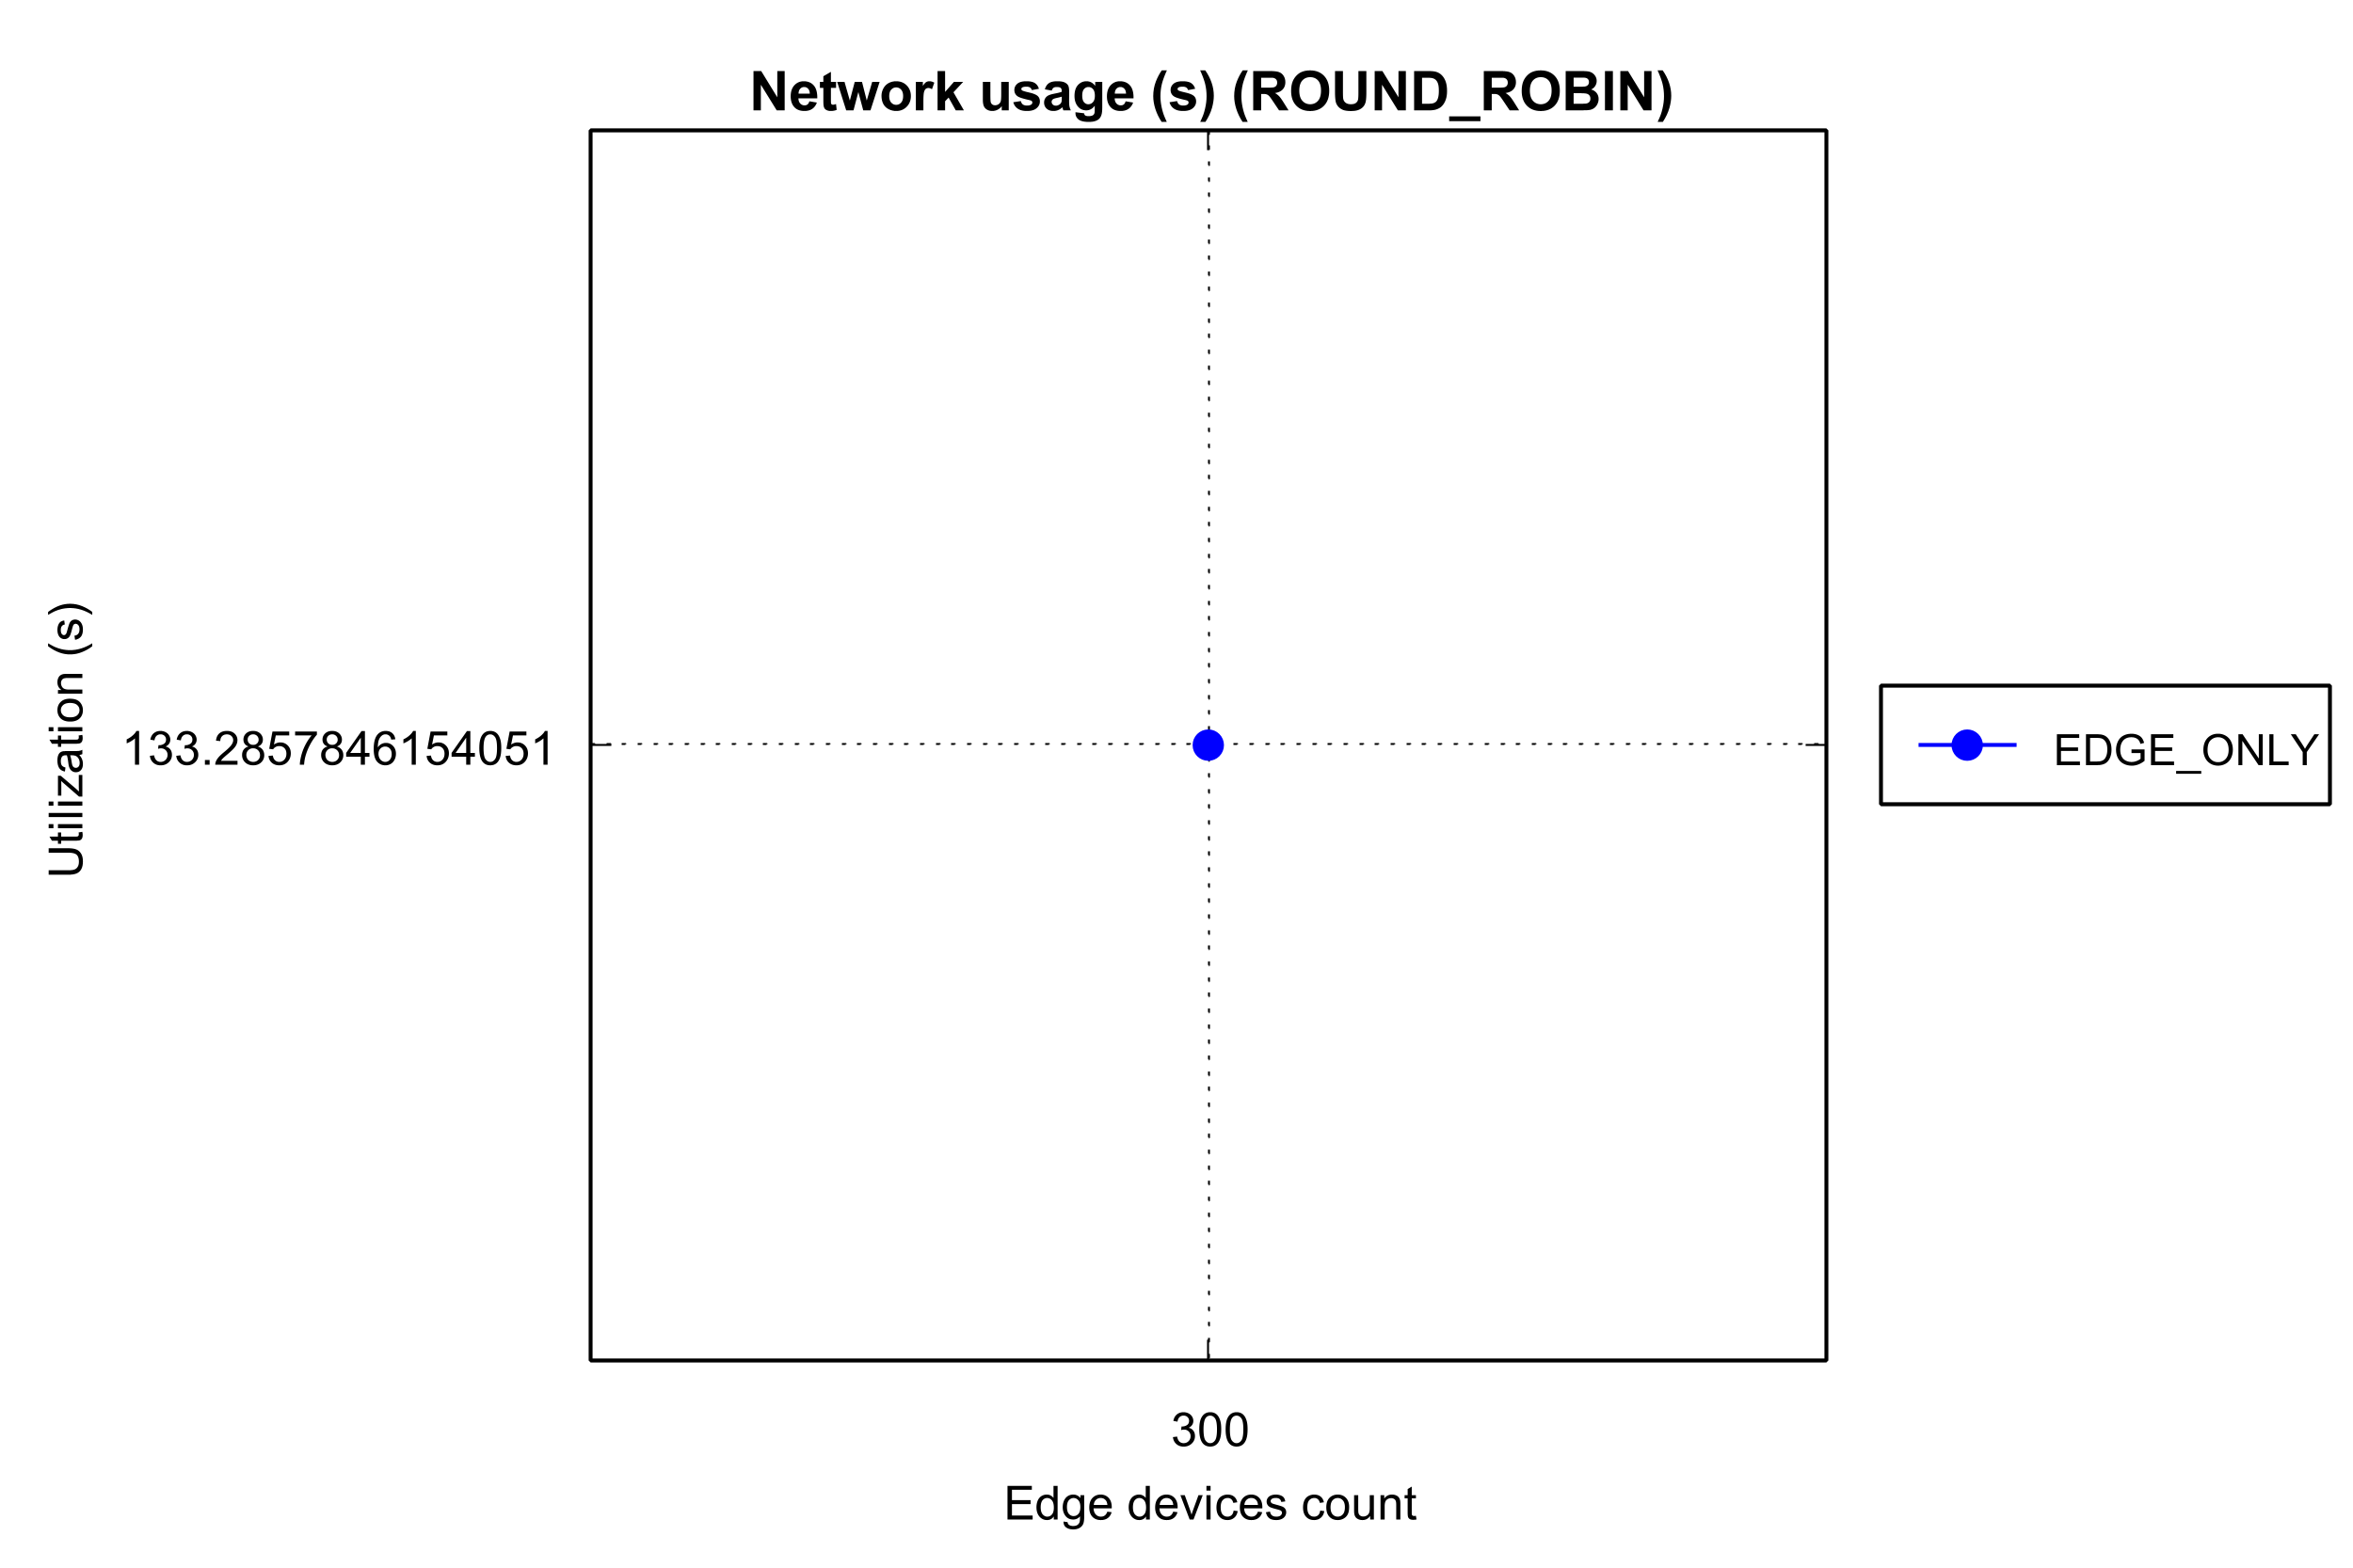 Network usage (s) (ROUND_ROBIN)
Utilization (s)
133.2857846154051
EDGE_ONLY
300
Edge devices count